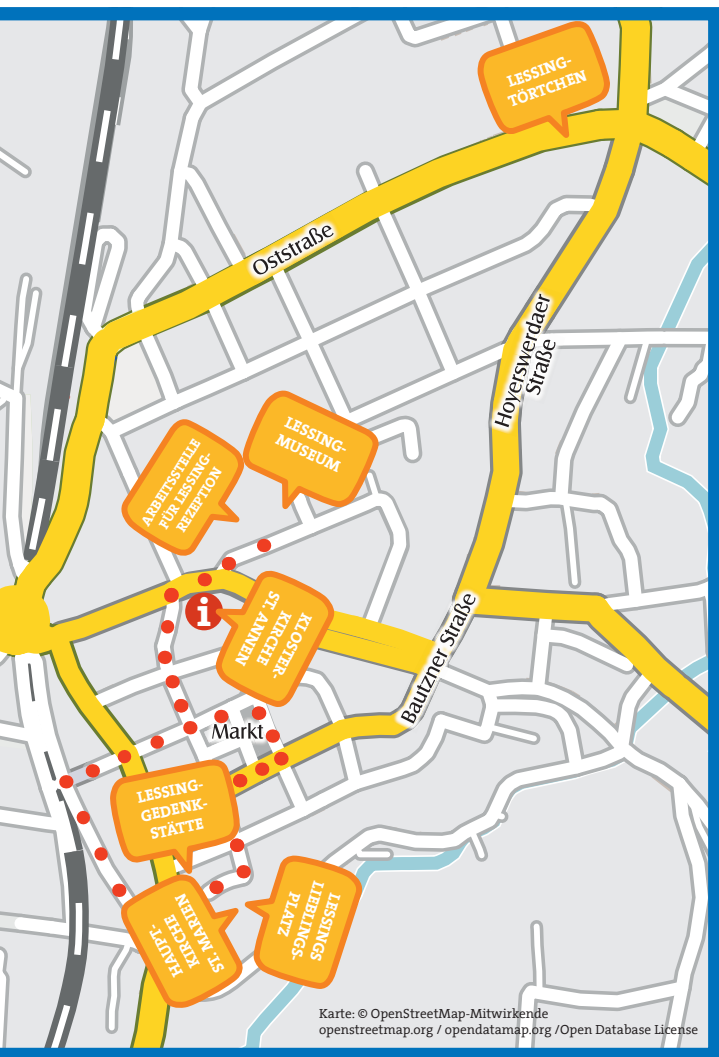 LESSING-
TÖRTCHEN
Oststraße
Hoyerswerdaer
Straße
LESSING-
MUSEUM
ARBEITSSTELLE
FÜR LESSING-
REZEPTION
i
KLOSTER-
KIRCHE
ST. ANNEN
Bautzner Straße
Markt
LESSING-
GEDENK-
STÄTTE
HAUPT-
KIRCHE
ST. MARIEN
LESSINGS
LIEBLINGS-
PLATZ
Karte: © OpenStreetMap-Mitwirkende
openstreetmap.org / opendatamap.org /Open Database License